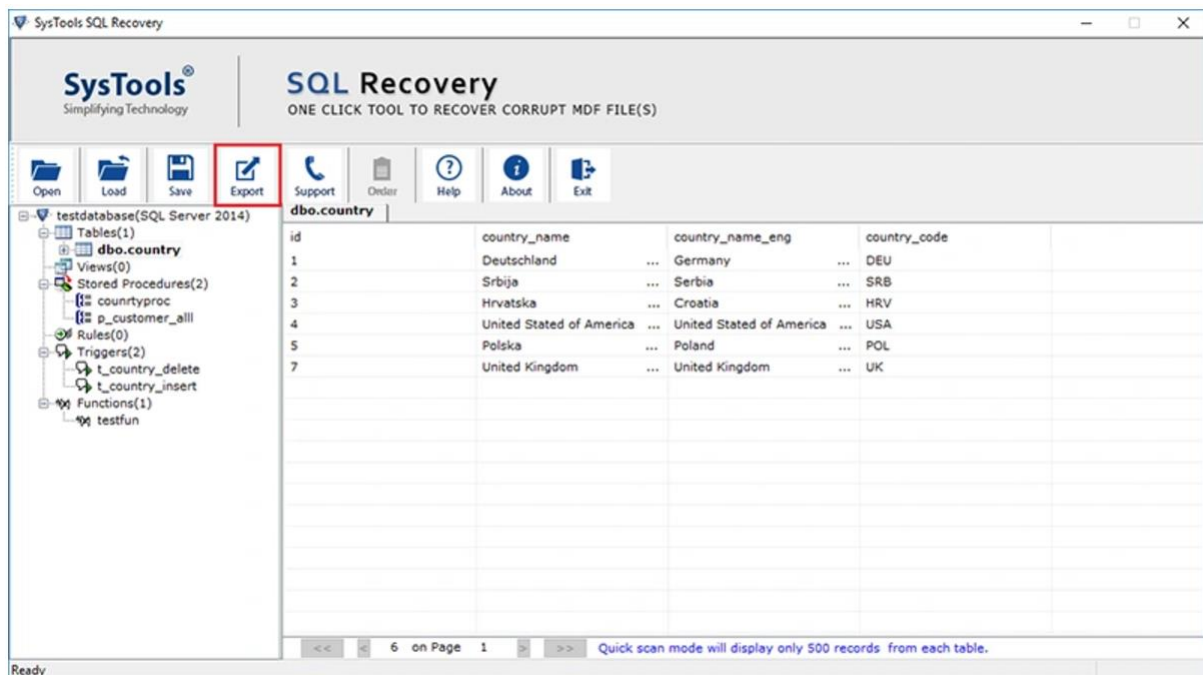 SysTools SQL Recovery
SysTools®
Simplifying Technology
SQL Recovery
ONE CLICK TOOL TO RECOVER CORRUPT MDF FILE(S)
Open Load Save Export Support Order Help About Exit
testdatabase(SQL Server 2014)
Tables(1)
dbo.country
Views(0)
Stored Procedures(2)
counrtyproc
p_customer_alll
Rules(0)
Triggers(2)
t_country_delete
t_country_insert
Functions(1)
testfun
dbo.country
id country_name country_name_eng country_code
1 Deutschland ... Germany ... DEU
2 Srbija ... Serbia ... SRB
3 Hrvatska ... Croatia ... HRV
4 United Stated of America ... United Stated of America ... USA
5 Polska ... Poland ... POL
7 United Kingdom ... United Kingdom ... UK
<< < 6 on Page 1 > >> Quick scan mode will display only 500 records from each table.
Ready